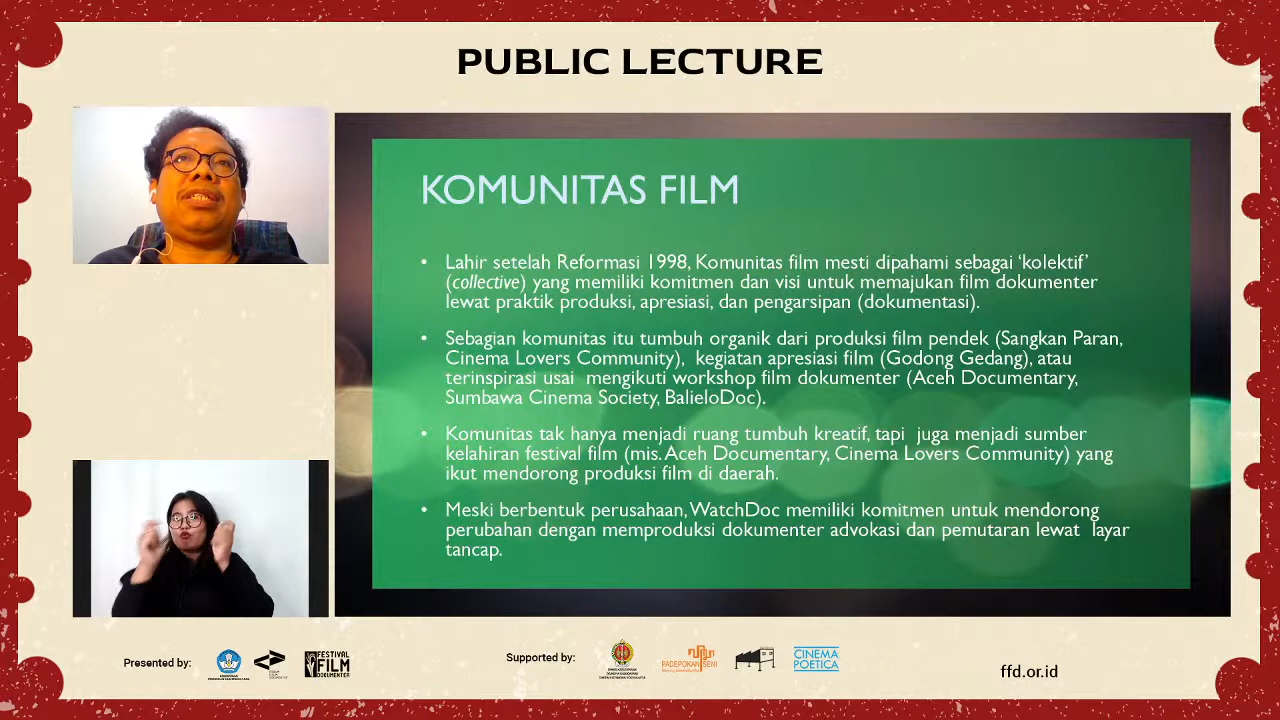 PUBLIC LECTURE
KOMUNITAS FILM
• Lahir setelah Reformasi 1998, Komunitas film mesti dipahami sebagai ‘kolektif’
(collective) yang memiliki komitmen dan visi untuk memajukan film dokumenter
lewat praktik produksi, apresiasi, dan pengarsipan (dokumentasi).
• Sebagian komunitas itu tumbuh organik dari produksi film pendek (Sangkan Paran,
Cinema Lovers Community), kegiatan apresiasi film (Godong Gedang), atau
terinspirasi usai mengikuti workshop film dokumenter (Aceh Documentary,
Sumbawa Cinema Society, BalieloDoc).
• Komunitas tak hanya menjadi ruang tumbuh kreatif, tapi juga menjadi sumber
kelahiran festival film (mis. Aceh Documentary, Cinema Lovers Community) yang
ikut mendorong produksi film di daerah.
• Meski berbentuk perusahaan, WatchDoc memiliki komitmen untuk mendorong
perubahan dengan memproduksi dokumenter advokasi dan pemutaran lewat layar
tancap.
Presented by:
FESTIVAL
FILM
DOKUMENTER
Supported by:
PADEPOKAN SENI
CINEMA
POETICA
ffd.or.id